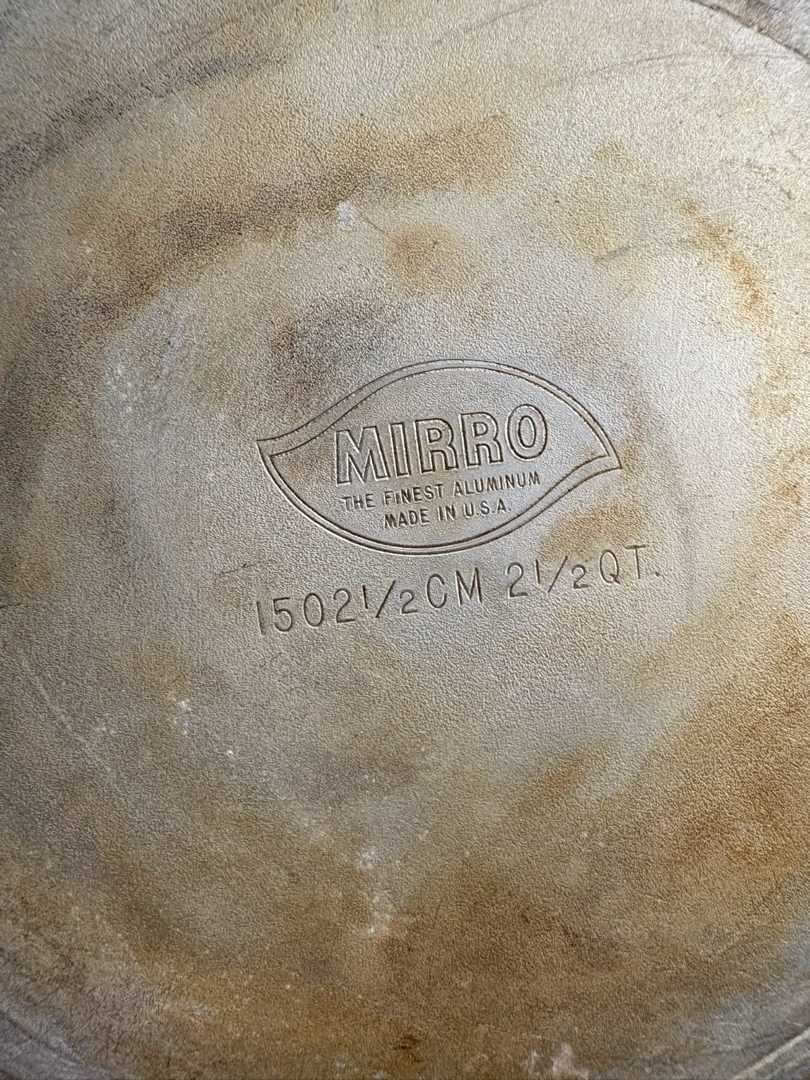 MIRRO
THE FINEST ALUMINUM
MADE IN U.S.A.
1502½CM 2½QT.